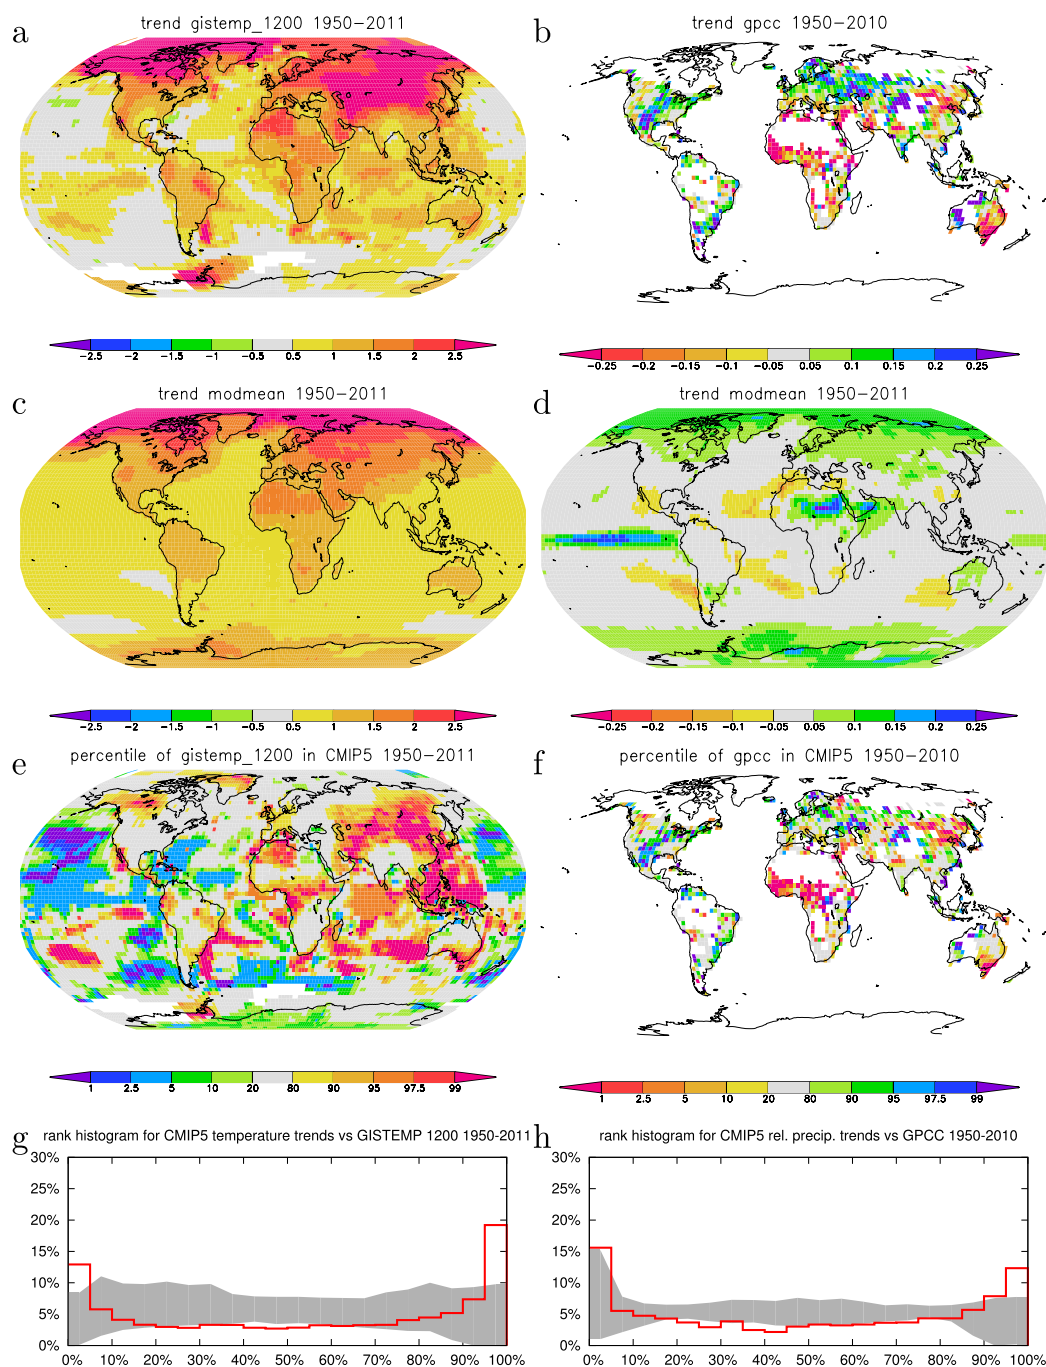 a trend gistemp_1200 1950-2011
b trend gpcc 1950-2010
-2.5 -2 -1.5 -1 -0.5 0.5 1 1.5 2 2.5
-0.25 -0.2 -0.15 -0.1 -0.05 0.05 0.1 0.15 0.2 0.25
c trend modmean 1950-2011
d trend modmean 1950-2011
-2.5 -2 -1.5 -1 -0.5 0.5 1 1.5 2 2.5
-0.25 -0.2 -0.15 -0.1 -0.05 0.05 0.1 0.15 0.2 0.25
e percentile of gistemp_1200 in CMIP5 1950-2011
f percentile of gpcc in CMIP5 1950-2010
1 2.5 5 10 20 80 90 95 97.5 99
1 2.5 5 10 20 80 90 95 97.5 99
g rank histogram for CMIP5 temperature trends vs GISTEMP 1200 1950-2011
30%
25%
20%
15%
10%
5%
0%
0% 10% 20% 30% 40% 50% 60% 70% 80% 90% 100%
h rank histogram for CMIP5 rel. precip. trends vs GPCC 1950-2010
30%
25%
20%
15%
10%
5%
0%
0% 10% 20% 30% 40% 50% 60% 70% 80% 90% 100%